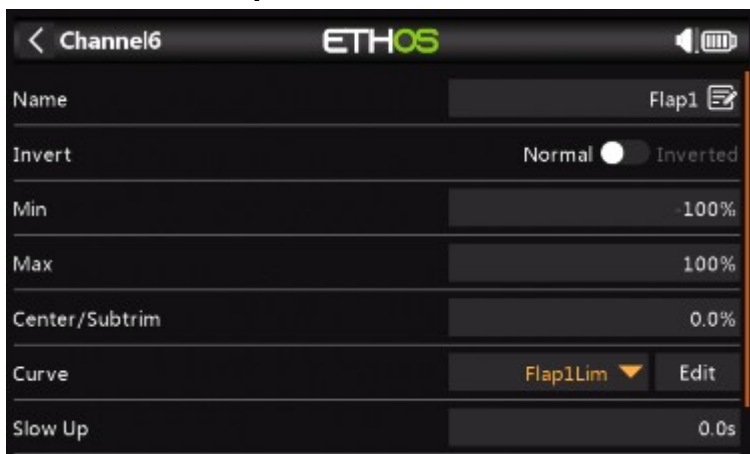 Channel6 ETHOS
Name Flap1
Invert Normal Inverted
Min -100%
Max 100%
Center/Subtrim 0.0%
Curve Flap1Lim Edit
Slow Up 0.0s